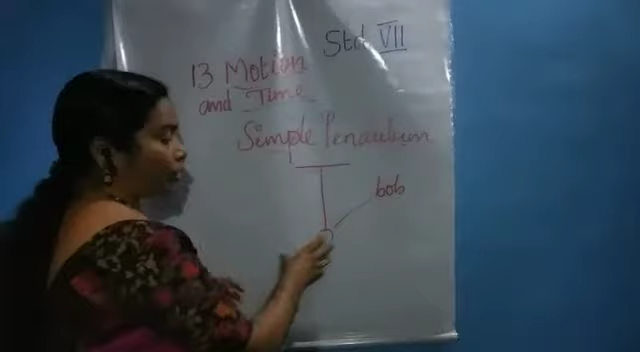 Std VII
13 Motion
and Time
Simple Pendulum
bob